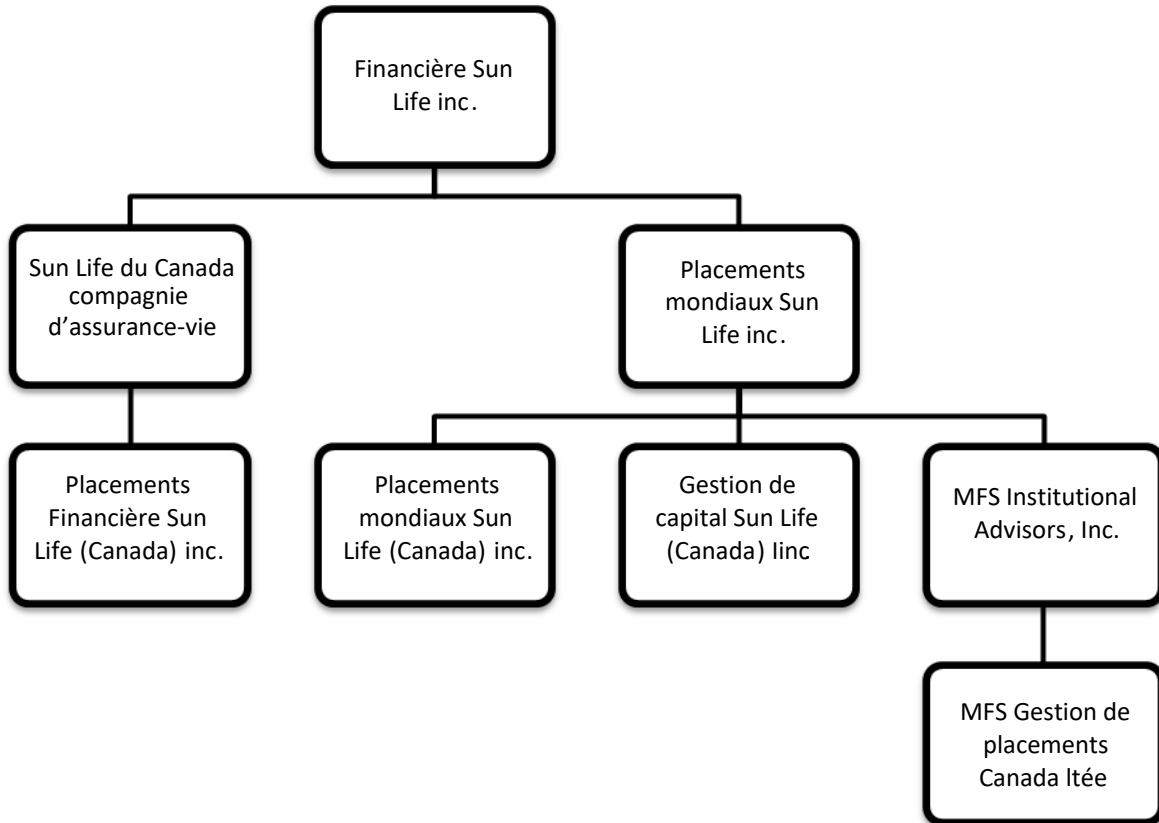 Financière Sun
Life inc.
Sun Life du Canada
compagnie
d’assurance-vie
Placements
mondiaux Sun
Life inc.
Placements
Financière Sun
Life (Canada) inc.
Placements
mondiaux Sun
Life (Canada) inc.
Gestion de
capital Sun Life
(Canada) Iinc
MFS Institutional
Advisors, Inc.
MFS Gestion de
placements
Canada ltée